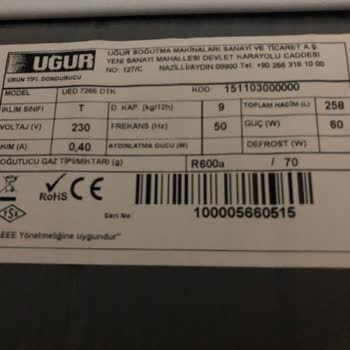 UĞUR
UĞUR SOĞUTMA MAKİNALARI SANAYİ VE TİCARET A.Ş.
YENİ SANAYİ MAHALLESİ DEVLET KARAYOLU CADDESİ
NO: 127/C NAZİLLİ/AYDIN 09900 Tel: +90 256 316 10 00
ÜRÜN TİPİ: DONDURUCU
UED 7266 DTK KOD 151103000000
İKLİM SINIFI T D. KAP. (kg/12h) 9 TOPLAM HACİM (L) 258
VOLTAJ (V) 230 FREKANS (Hz) 50 GÜÇ (W) 60
AKIM (A) 0,40 AYDINLATMA GÜCÜ (W) DEFROST (W)
SOĞUTUCU GAZ TİPİ/MİKTARI (g) R600a / 70
RoHS CE
TSE Seri No 100005660515
EEE Yönetmeliğine uygundur"